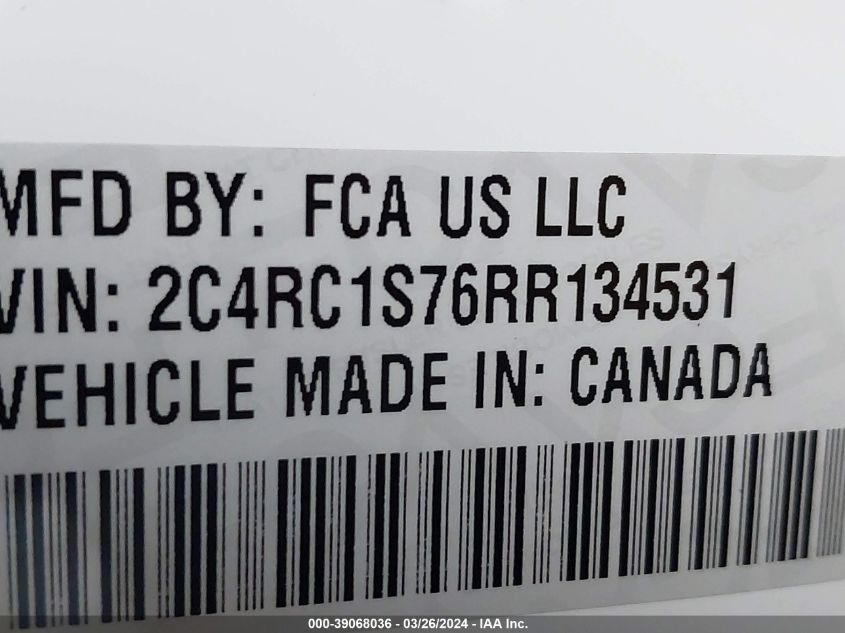 MFD BY: FCA US LLC
VIN: 2C4RC1S76RR134531
VEHICLE MADE IN: CANADA
000-39068036 - 03/26/2024 - IAA Inc.